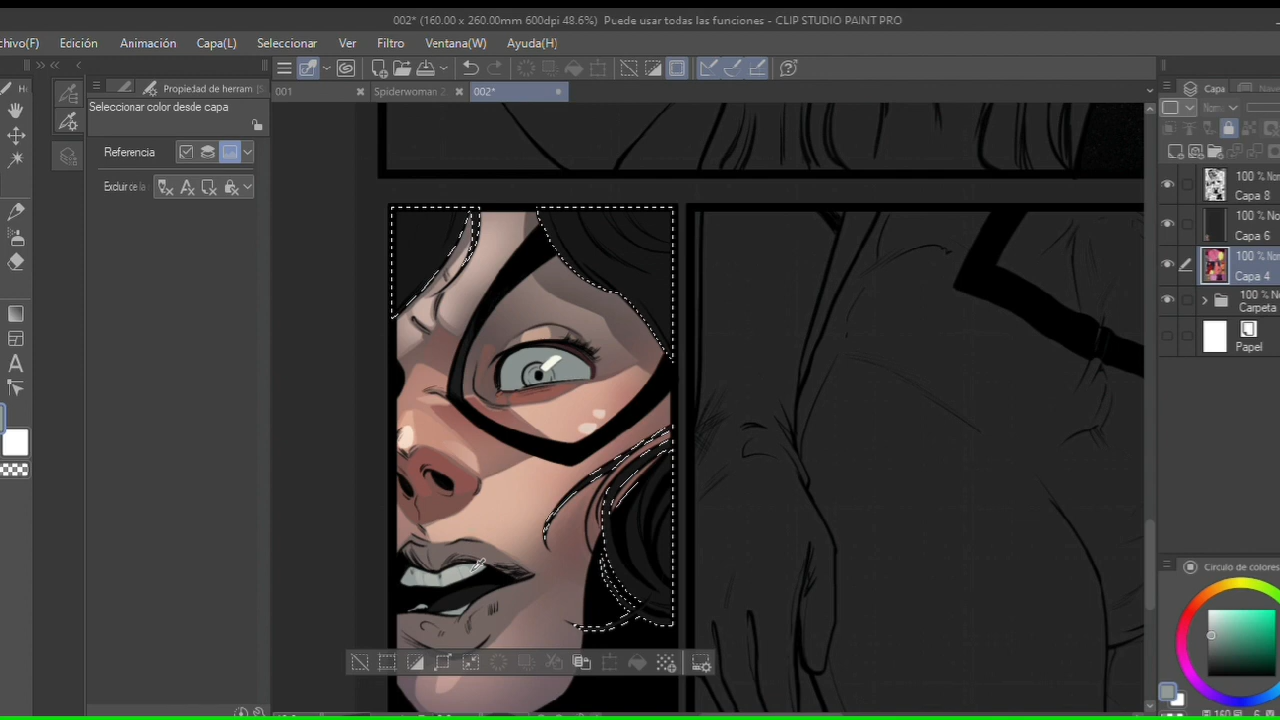 002* (160.00 x 260.00mm 600dpi 48.6%) Puede usar todas las funciones - CLIP STUDIO PAINT PRO
chivo(F) Edición Animación Capa(L) Seleccionar Ver Filtro Ventana(W) Ayuda(H)
Propiedad de herram
Capa
001
Spiderwoman 2
002*
Seleccionar color desde capa
Referencia
Excluir de la
100 % No
Capa 8
100 % No
Capa 6
100 % No
Capa 4
100 % No
Carpeta
Papel
A
Círculo de colores